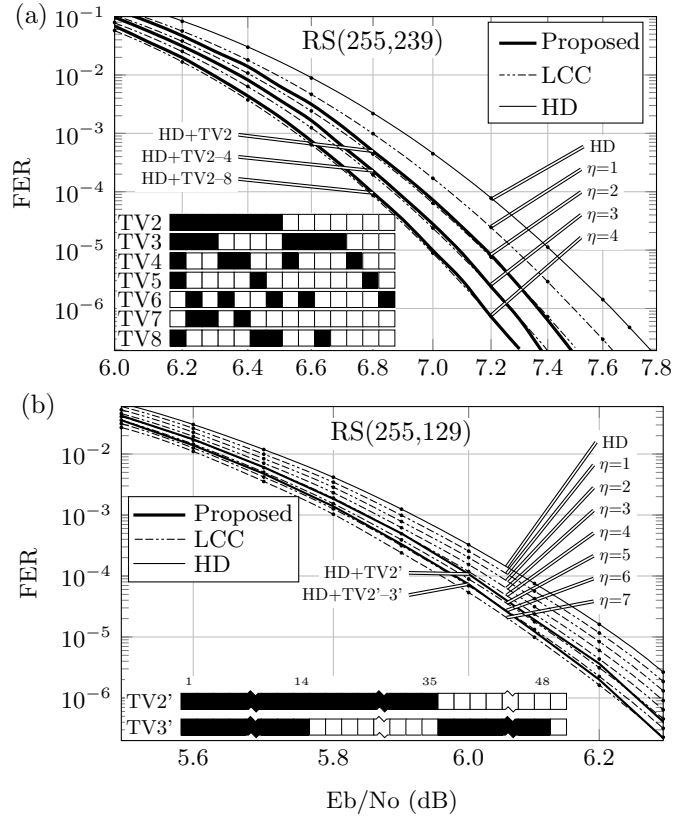 (a)
RS(255,239)
Proposed
LCC
HD
FER
10⁻¹
10⁻²
10⁻³
10⁻⁴
10⁻⁵
10⁻⁶
HD+TV2
HD+TV2–4
HD+TV2–8
HD
η=1
η=2
η=3
η=4
TV2
TV3
TV4
TV5
TV6
TV7
TV8
6.0 6.2 6.4 6.6 6.8 7.0 7.2 7.4 7.6 7.8
(b)
RS(255,129)
Proposed
LCC
HD
FER
10⁻²
10⁻³
10⁻⁴
10⁻⁵
10⁻⁶
HD+TV2'
HD+TV2'–3'
HD
η=1
η=2
η=3
η=4
η=5
η=6
η=7
1 14 35 48
TV2'
TV3'
5.6 5.8 6.0 6.2
Eb/No (dB)